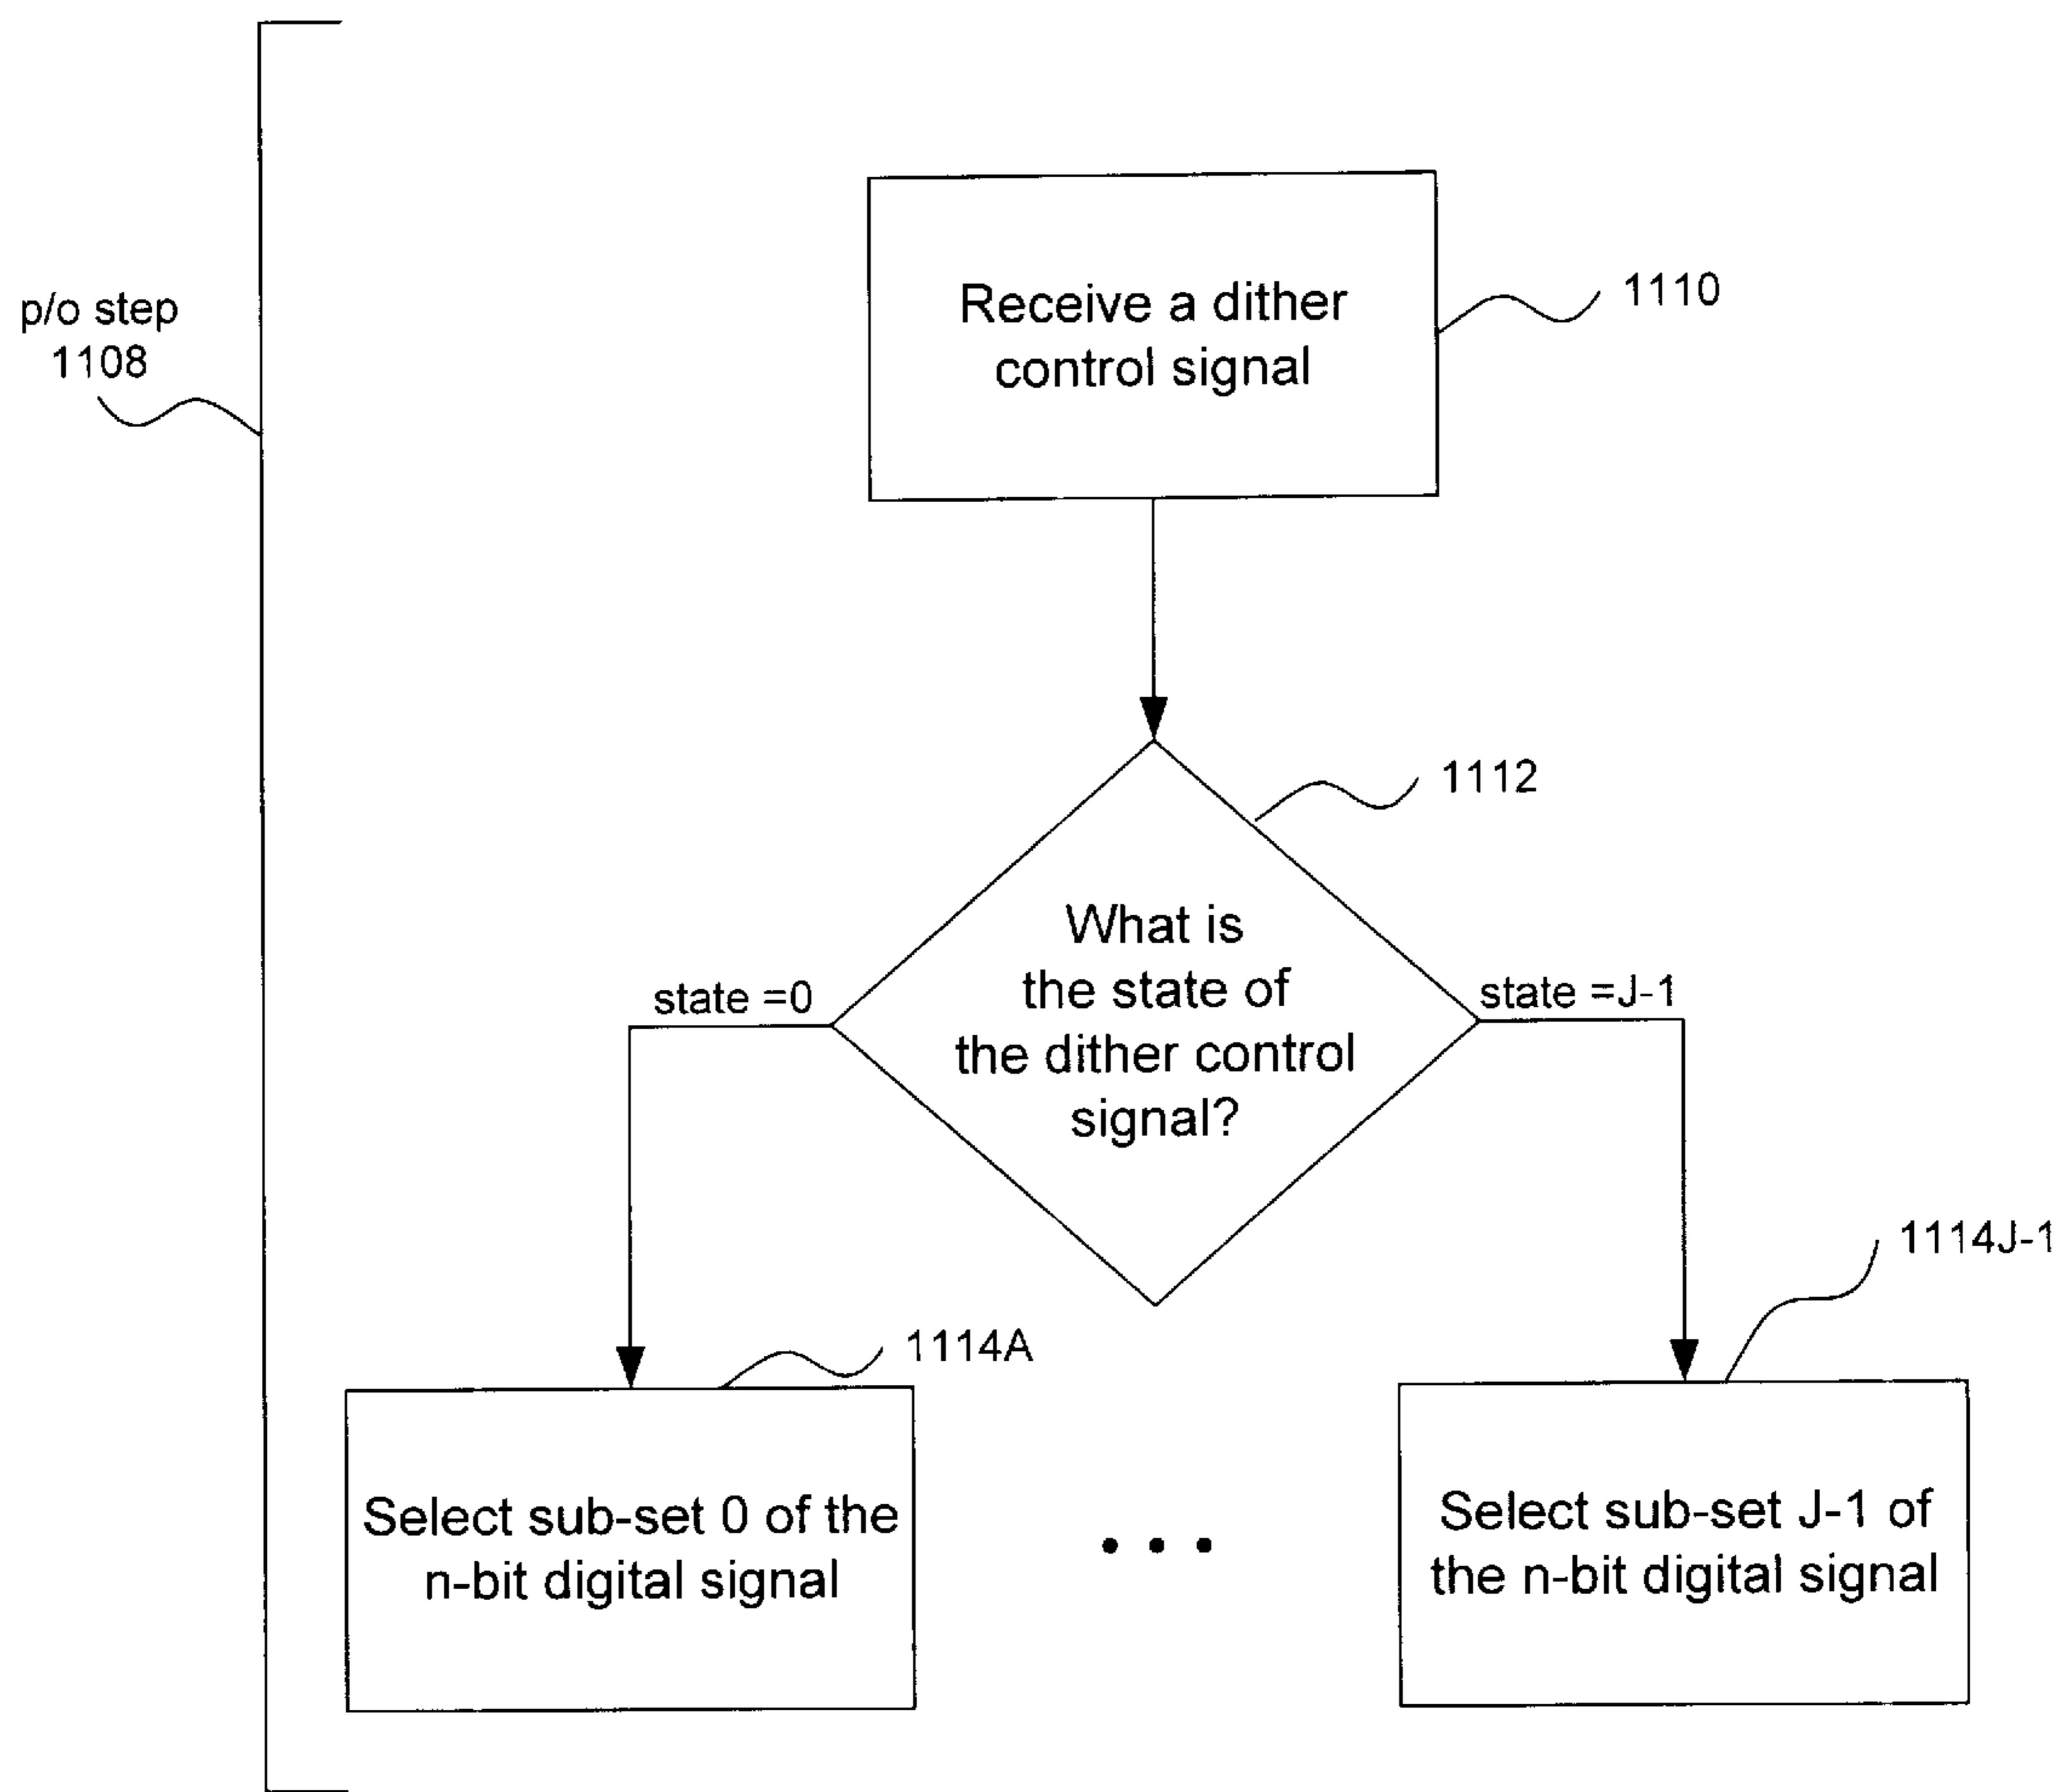 p/o step
1108
Receive a dither
control signal
1110
1112
What is
the state of
the dither control
signal?
state =0
state =J-1
1114A
1114J-1
Select sub-set 0 of the
n-bit digital signal
• • •
Select sub-set J-1 of
the n-bit digital signal